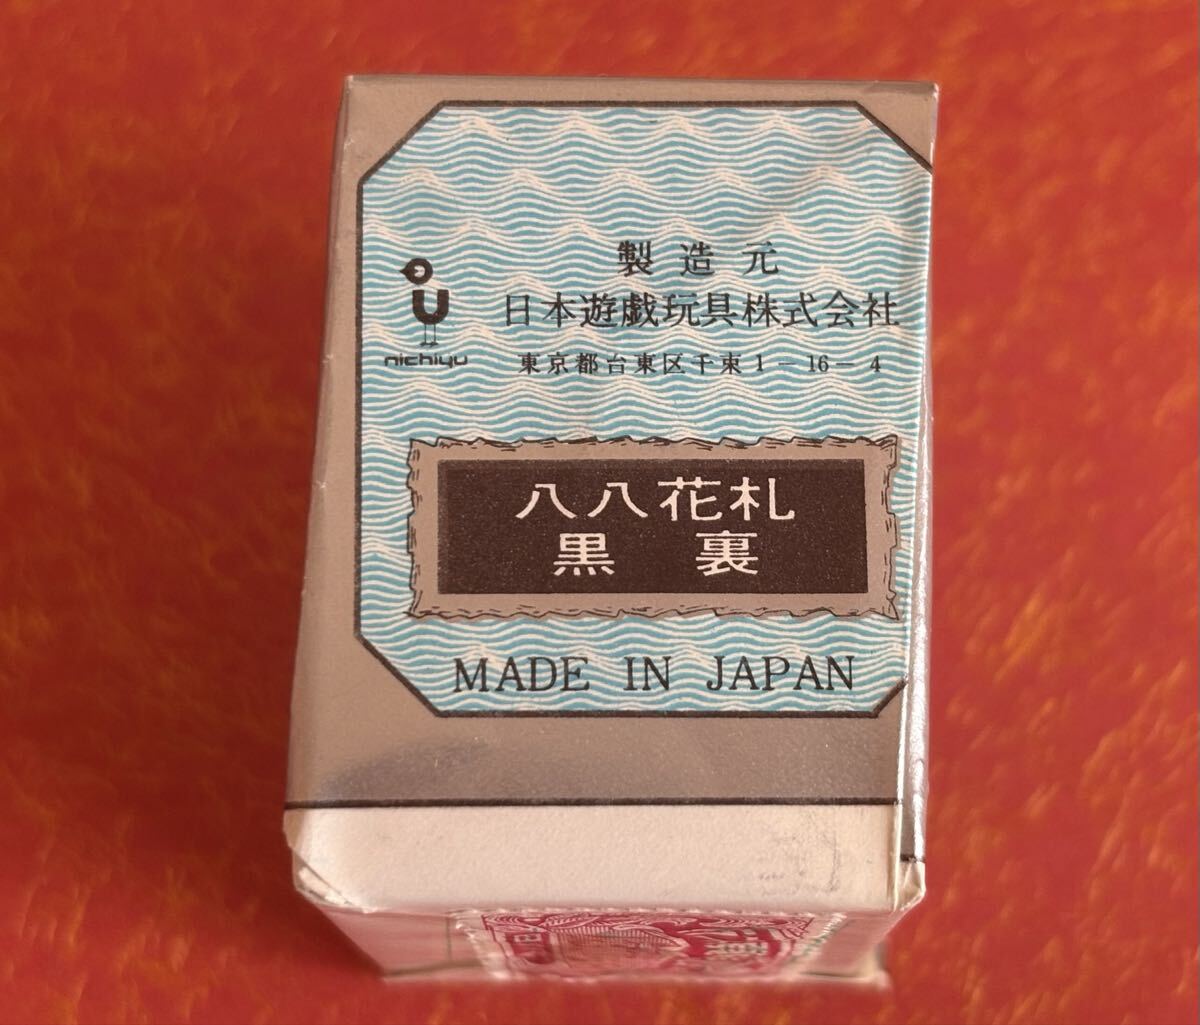 製造元
日本遊戯玩具株式会社
nichiyu
東京都台東区千束1-16-4
八八花札
黒裏
MADE IN JAPAN